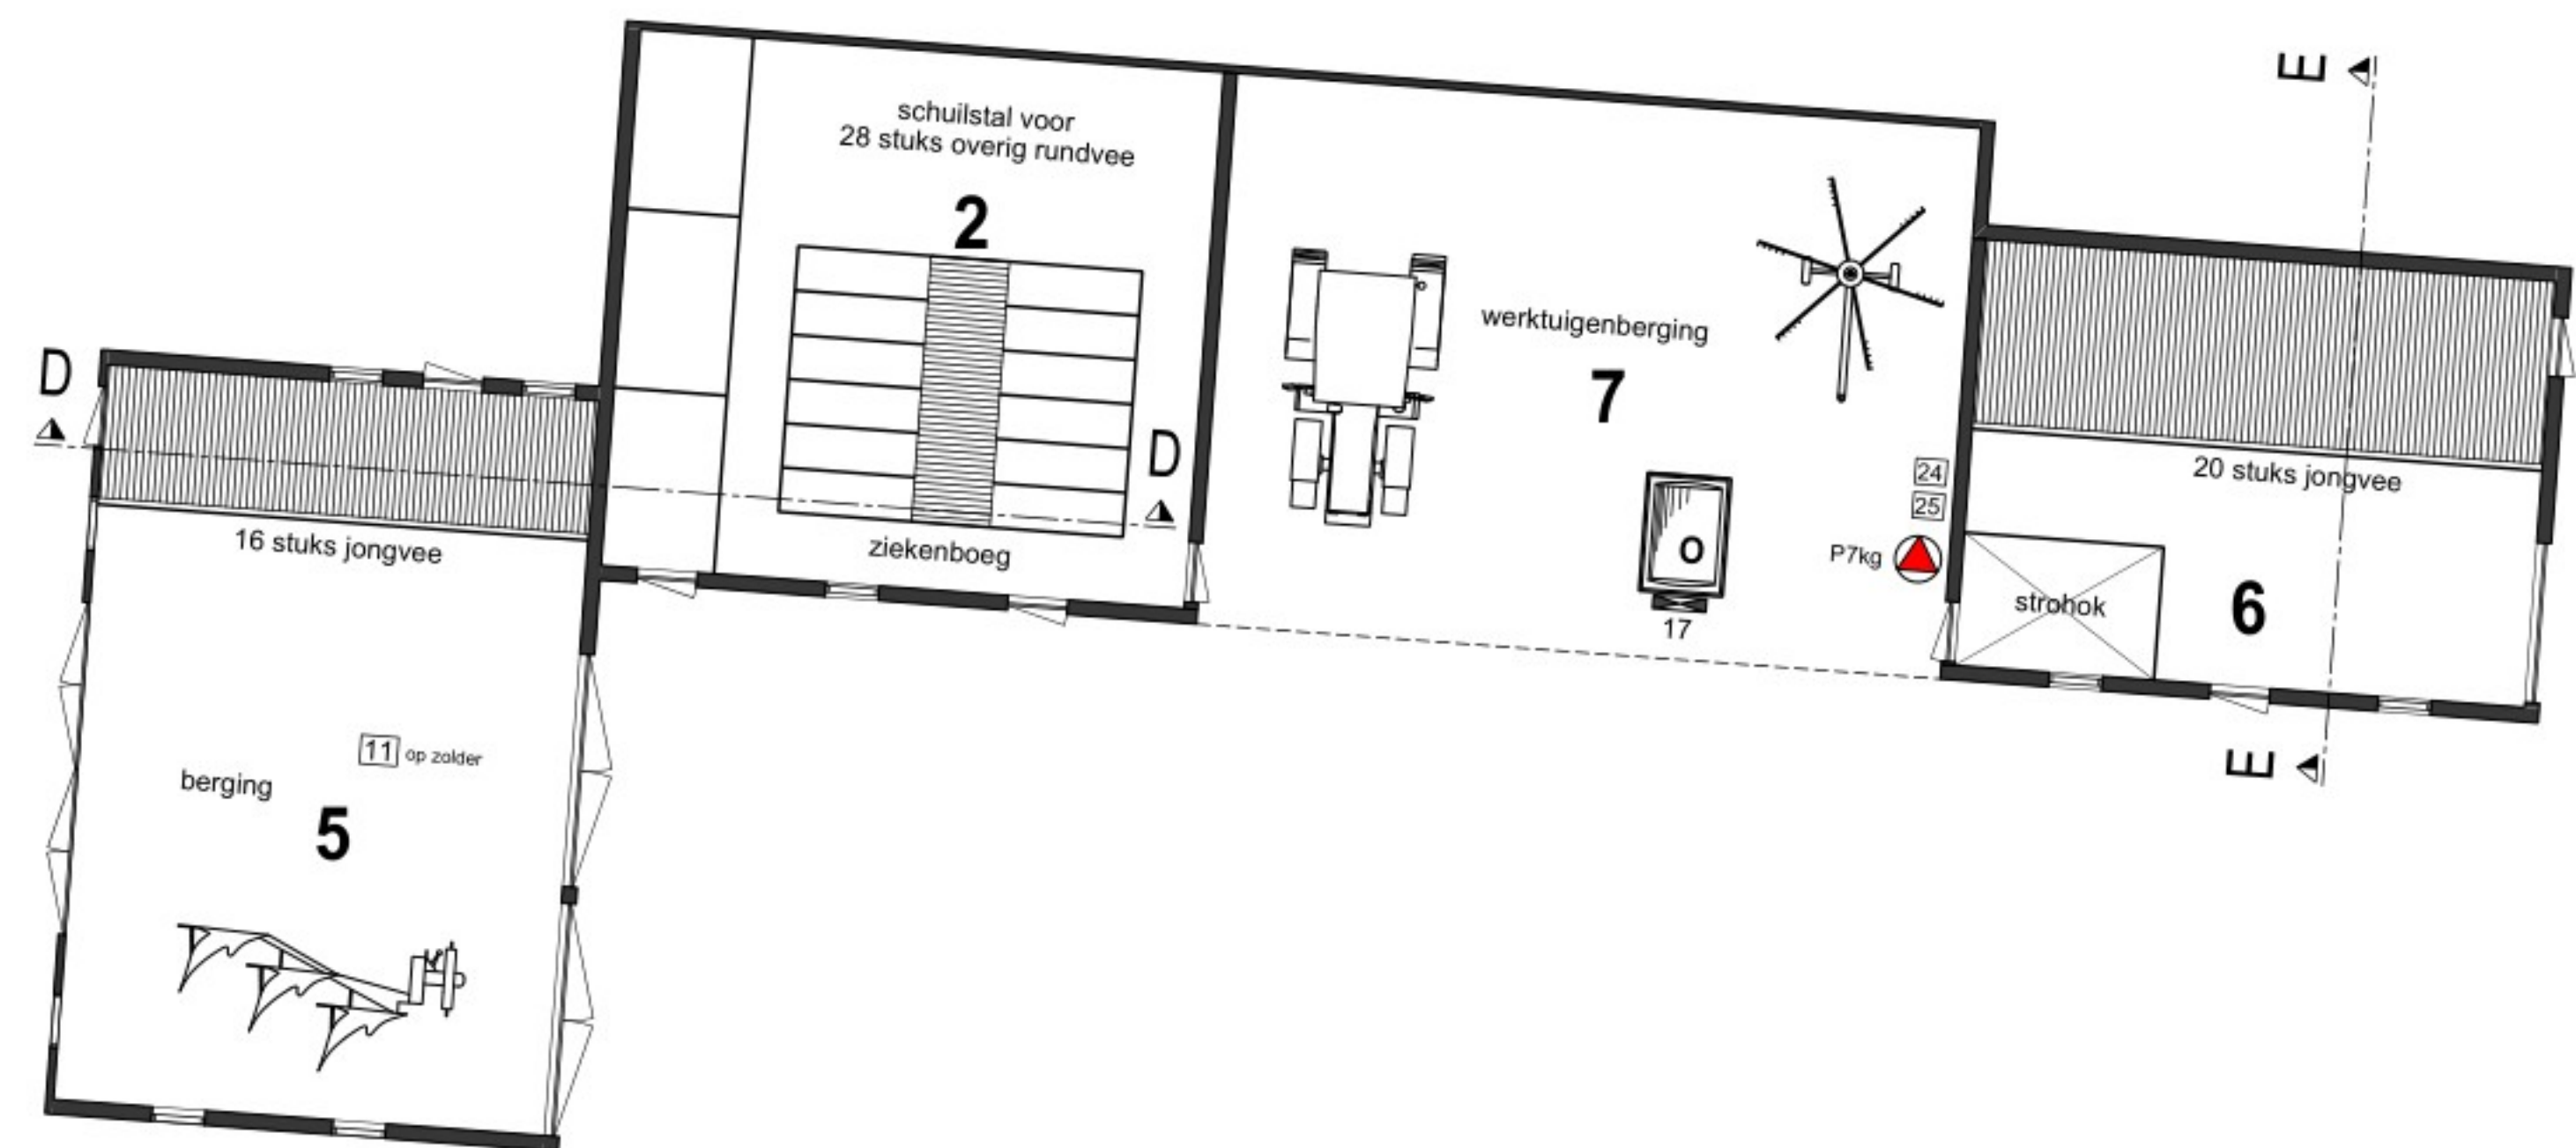 E
schuilstal voor
28 stuks overig rundvee
2
werktuigenberging
7
D
D
16 stuks jongvee
ziekenboeg
24
25
P7kg
O
17
20 stuks jongvee
strohok
6
E
11 op zolder
berging
5